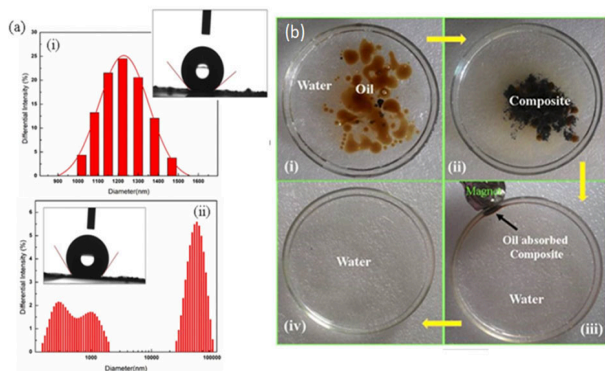 (a)
(i)
Differential Intensity (%)
25
20
15
10
5
0
800 900 1000 1100 1200 1300 1400 1600
Diameter(nm)
(ii)
Differential Intensity (%)
6
5
4
3
2
1
0
1000 10000 100000
Diameter(nm)
(b)
Water
Oil
(i)
Composite
(ii)
Magnet
Oil absorbed
Composite
Water
(iii)
Water
(iv)